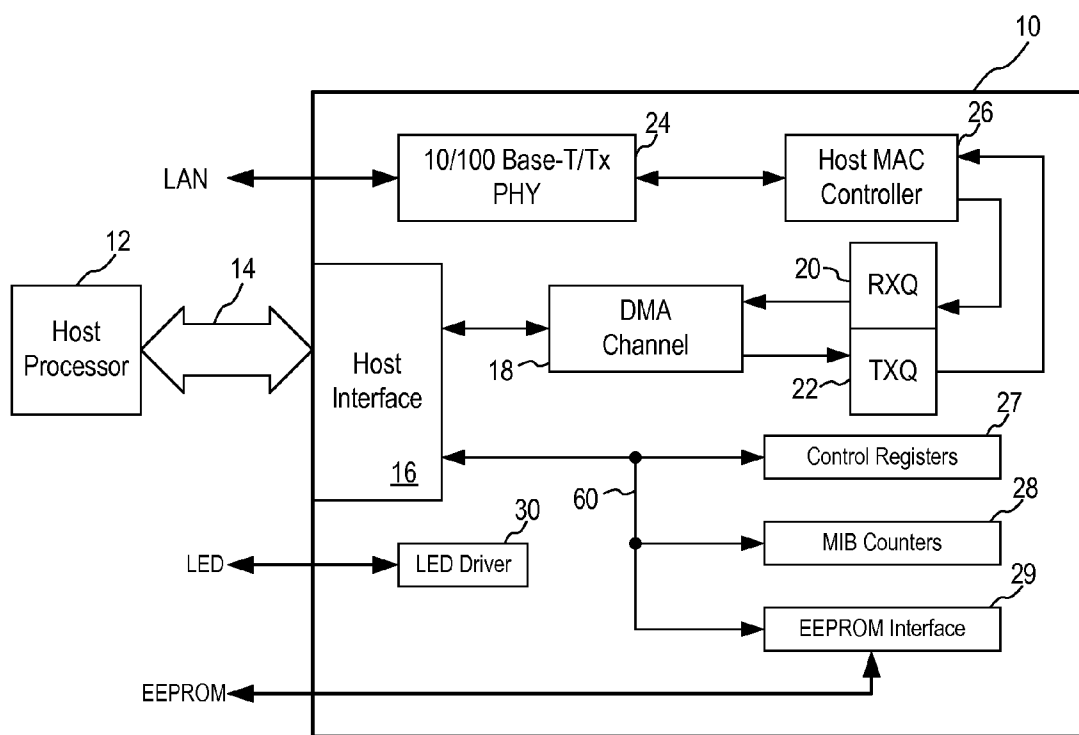 10
24
26
10/100 Base-T/Tx
PHY
Host MAC
Controller
LAN
12
14
20
RXQ
Host
Processor
DMA
Channel
18
22
TXQ
Host
Interface
16
27
Control Registers
60
28
MIB Counters
30
LED
LED Driver
29
EEPROM Interface
EEPROM